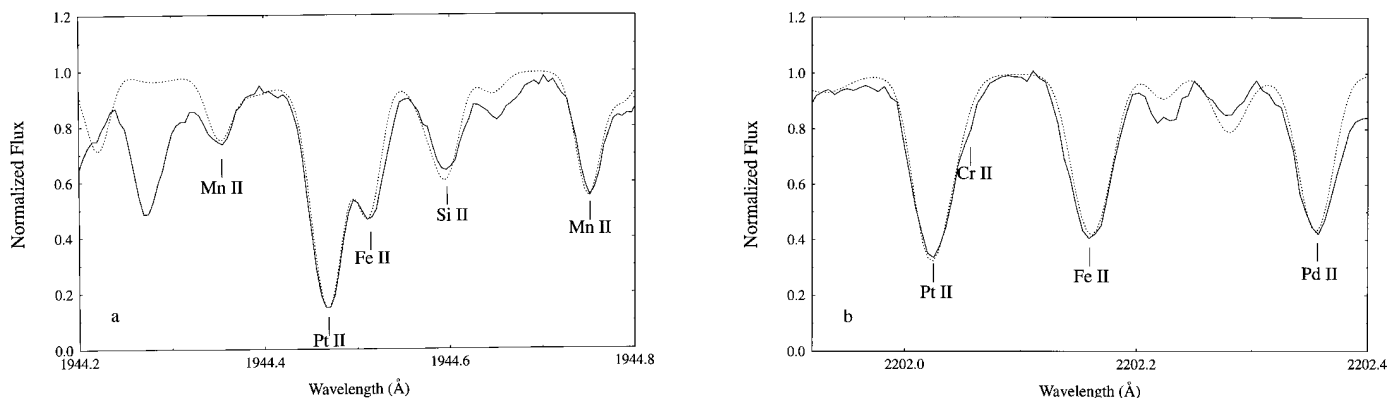 1.2
1.0
0.8
0.6
0.4
0.2
0.0
Normalized Flux
Mn II
Pt II
Fe II
Si II
Mn II
a
1944.2
1944.4
1944.6
1944.8
Wavelength (Å)
1.2
1.0
0.8
0.6
0.4
0.2
0.0
Normalized Flux
Pt II
Cr II
Fe II
Pd II
b
2202.0
2202.2
2202.4
Wavelength (Å)